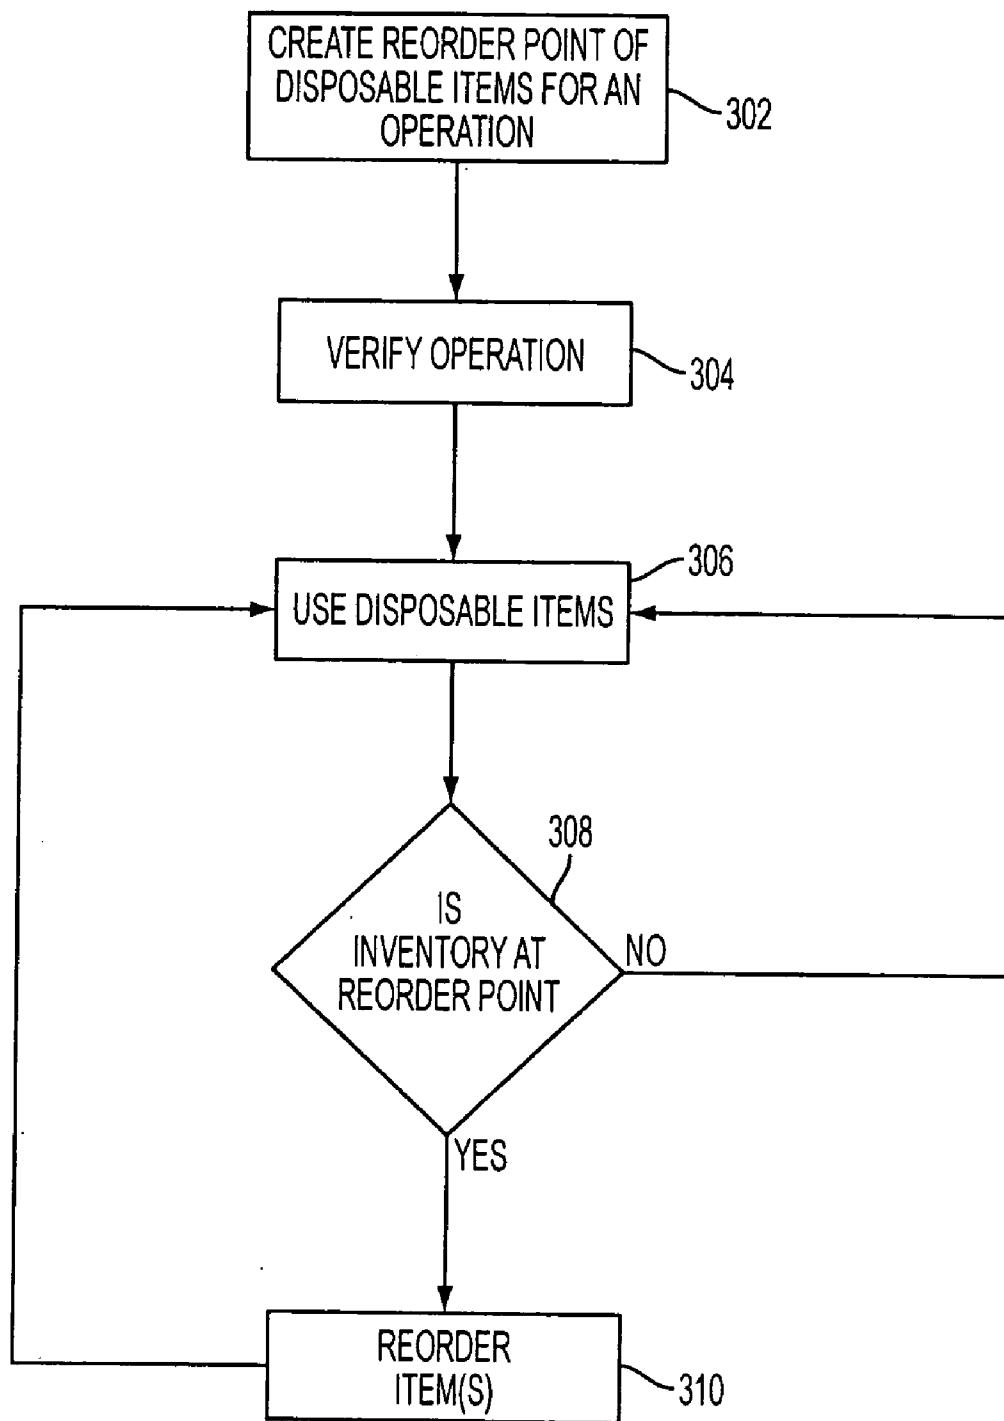 CREATE REORDER POINT OF
DISPOSABLE ITEMS FOR AN
OPERATION
302
VERIFY OPERATION
304
306
USE DISPOSABLE ITEMS
308
IS
INVENTORY AT
REORDER POINT
NO
YES
REORDER
ITEM(S)
310